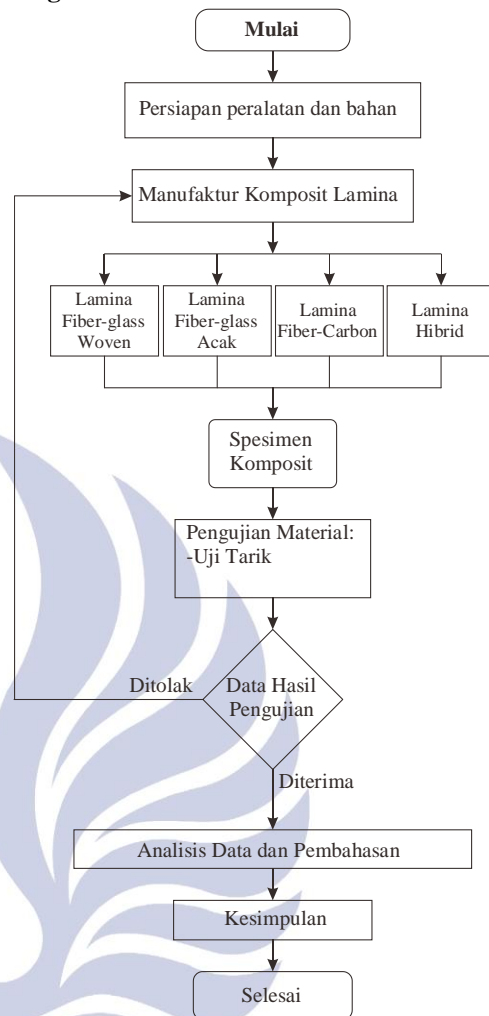 Mulai
Persiapan peralatan dan bahan
Manufaktur Komposit Lamina
Lamina
Fiber-glass
Woven
Lamina
Fiber-glass
Acak
Lamina
Fiber-Carbon
Lamina
Hibrid
Spesimen
Komposit
Pengujian Material:
-Uji Tarik
Ditolak
Data Hasil
Pengujian
Diterima
Analisis Data dan Pembahasan
Kesimpulan
Selesai